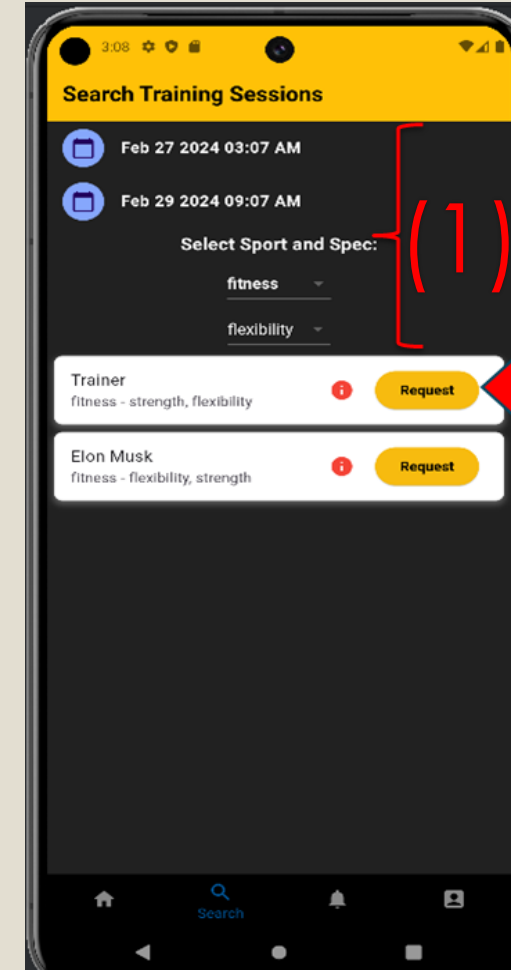 3:08
Search Training Sessions
Feb 27 2024 03:07 AM
Feb 29 2024 09:07 AM
(1)
Select Sport and Spec:
fitness
flexibility
Trainer
fitness - strength, flexibility
Request
Elon Musk
fitness - flexibility, strength
Request
Search